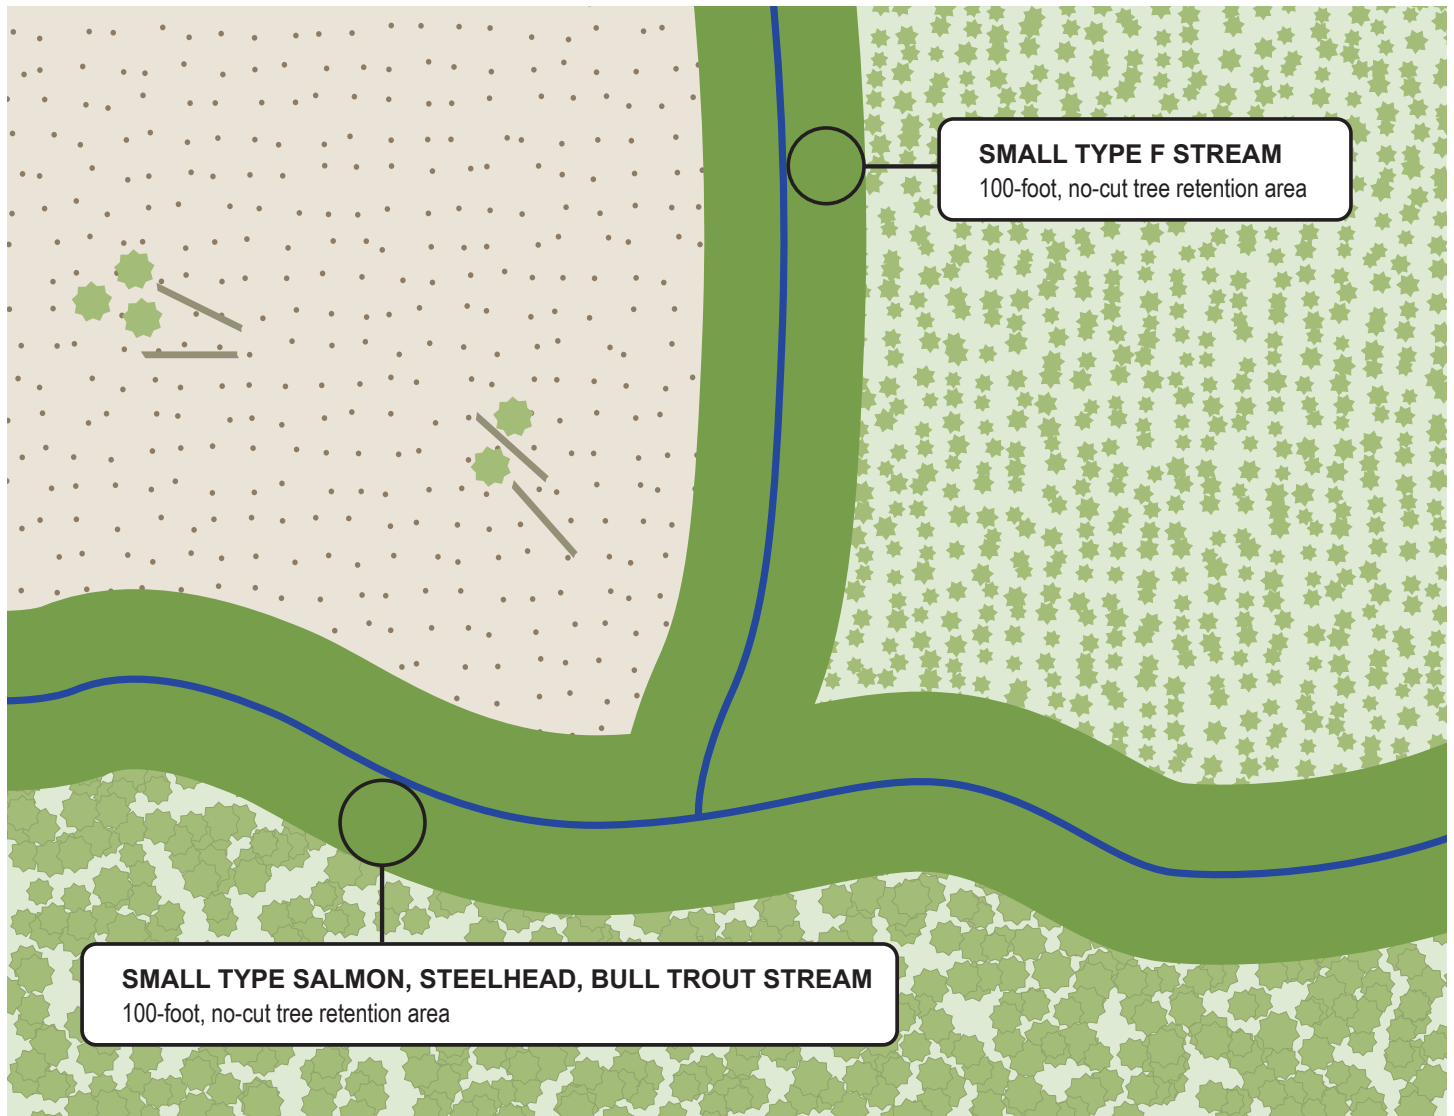 SMALL TYPE F STREAM
100-foot, no-cut tree retention area
SMALL TYPE SALMON, STEELHEAD, BULL TROUT STREAM
100-foot, no-cut tree retention area